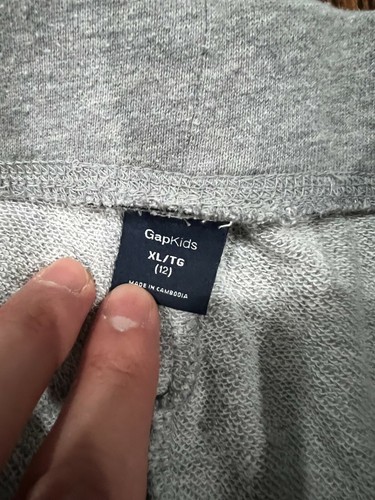 GapKids
XL/TG
(12)
MADE IN CAMBODIA